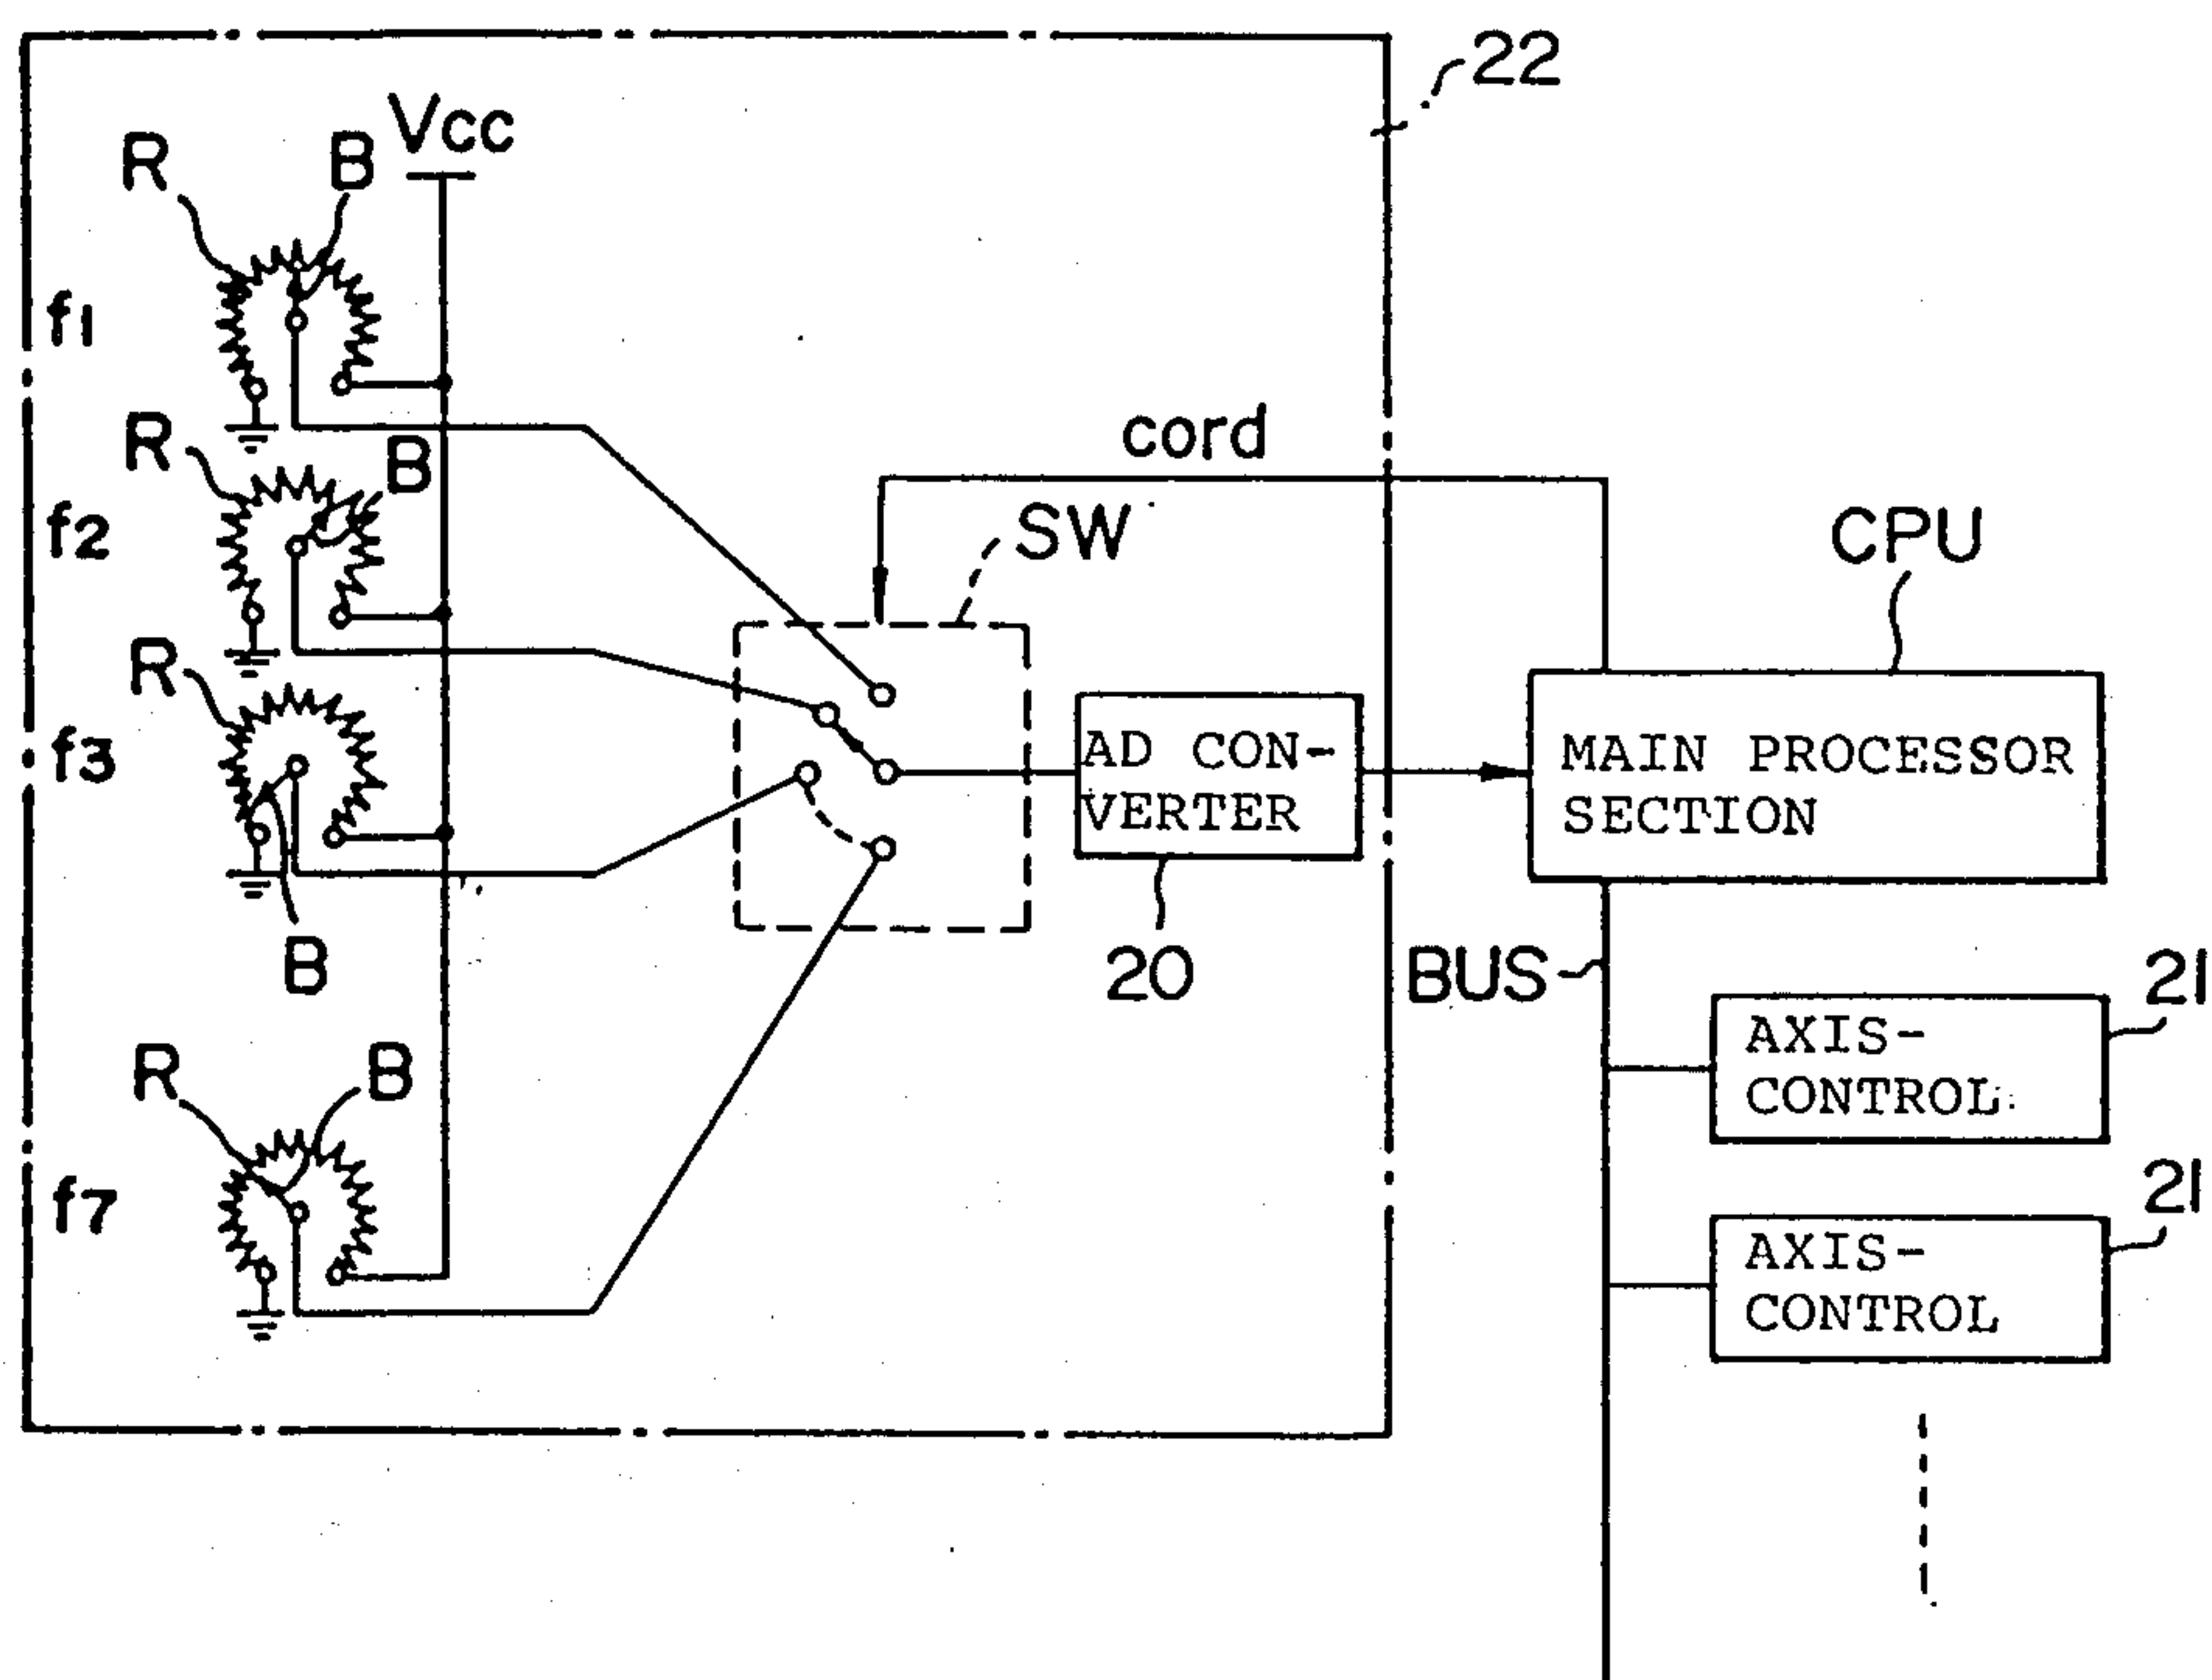 22
Vcc
R
B
f1
R
B
f2
R
f3
B
R
B
f7
cord
SW
CPU
AD CON-
VERTER
20
MAIN PROCESSOR
SECTION
BUS
21
AXIS-
CONTROL
21
AXIS-
CONTROL